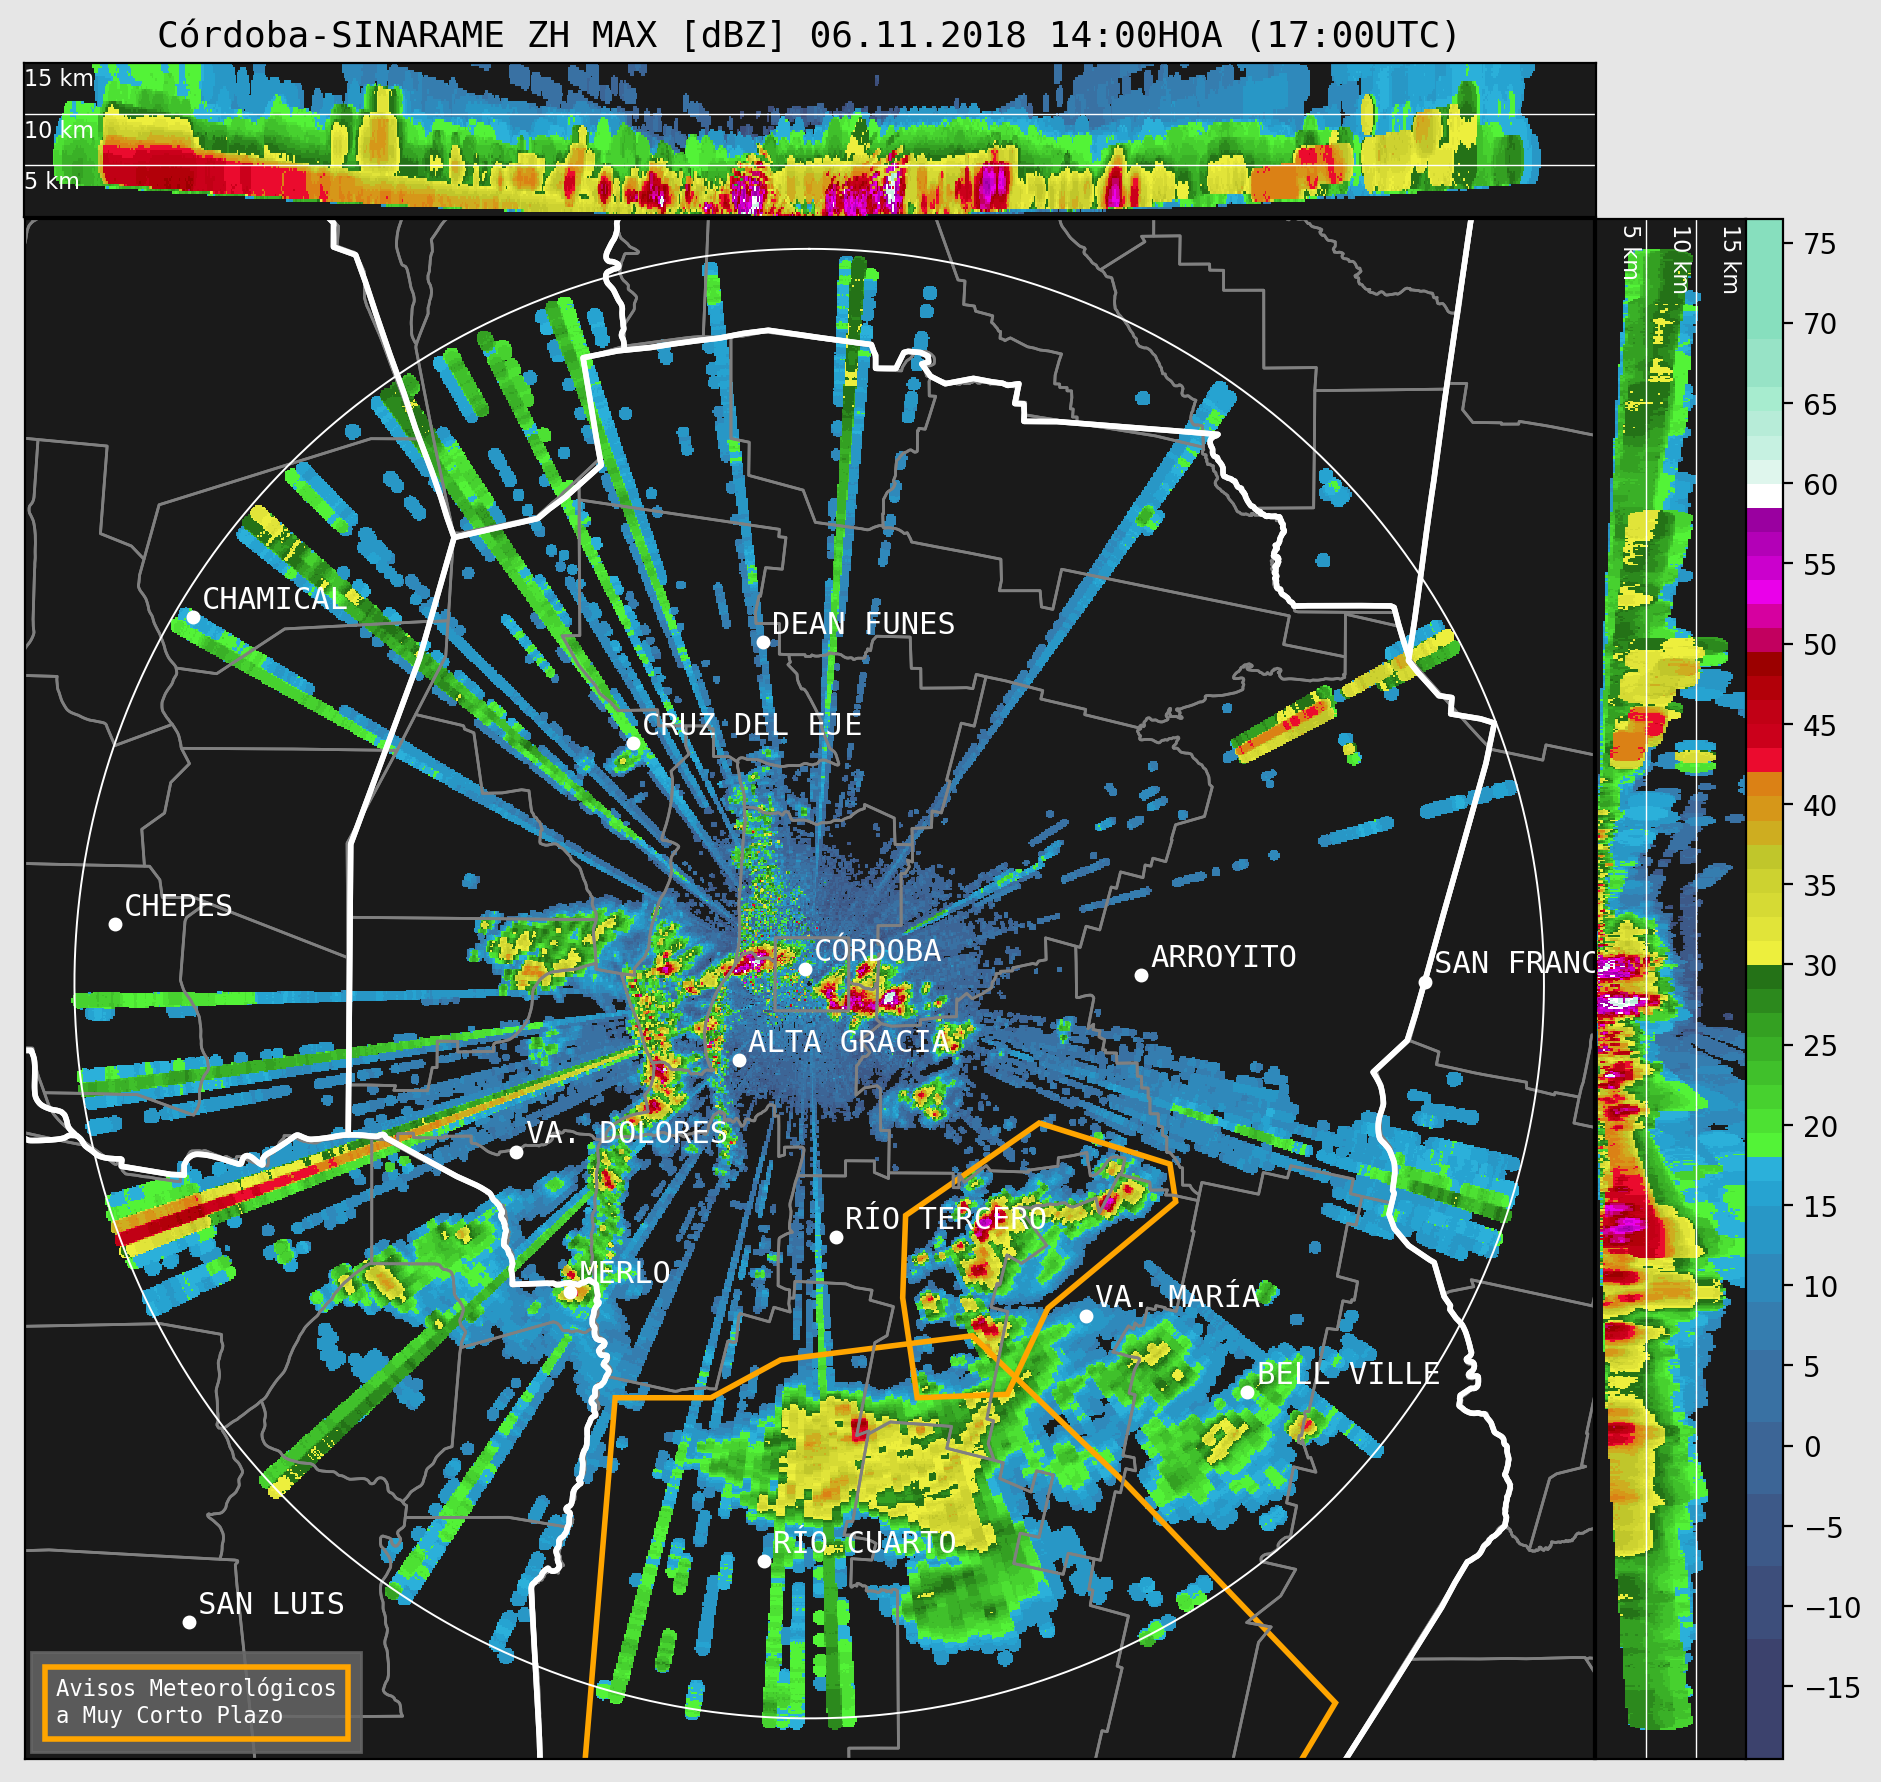 Córdoba-SINARAME ZH MAX [dBZ] 06.11.2018 14:00HOA (17:00UTC)
15 km
10 km
5 km
5 km
10 km
15 km
75
70
65
60
55
50
45
40
35
30
25
20
15
10
5
0
−5
−10
−15
CHAMICAL
DEAN FUNES
CRUZ DEL EJE
CHEPES
CÓRDOBA
ARROYITO
SAN FRANC
ALTA GRACIA
VA. DOLORES
RÍO TERCERO
MERLO
VA. MARÍA
BELL VILLE
RÍO CUARTO
SAN LUIS
Avisos Meteorológicos
a Muy Corto Plazo